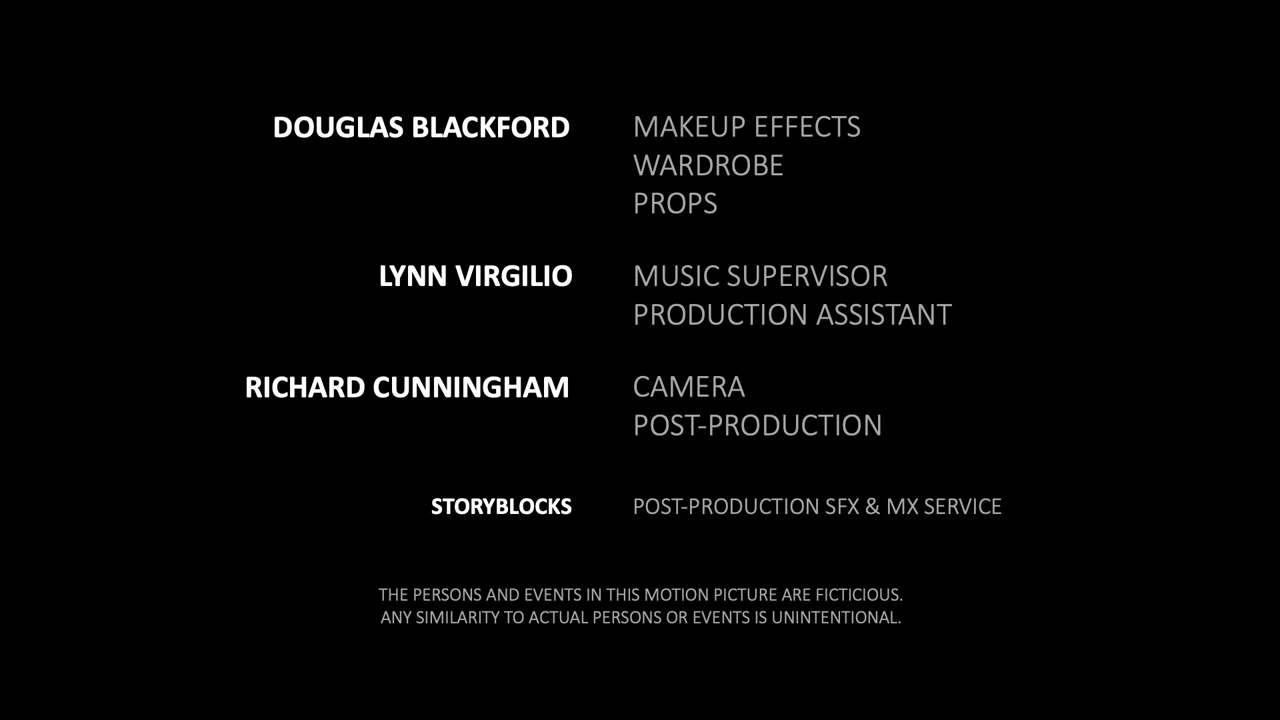 DOUGLAS BLACKFORD MAKEUP EFFECTS
WARDROBE
PROPS
LYNN VIRGILIO MUSIC SUPERVISOR
PRODUCTION ASSISTANT
RICHARD CUNNINGHAM CAMERA
POST-PRODUCTION
STORYBLOCKS POST-PRODUCTION SFX & MX SERVICE
THE PERSONS AND EVENTS IN THIS MOTION PICTURE ARE FICTICIOUS.
ANY SIMILARITY TO ACTUAL PERSONS OR EVENTS IS UNINTENTIONAL.